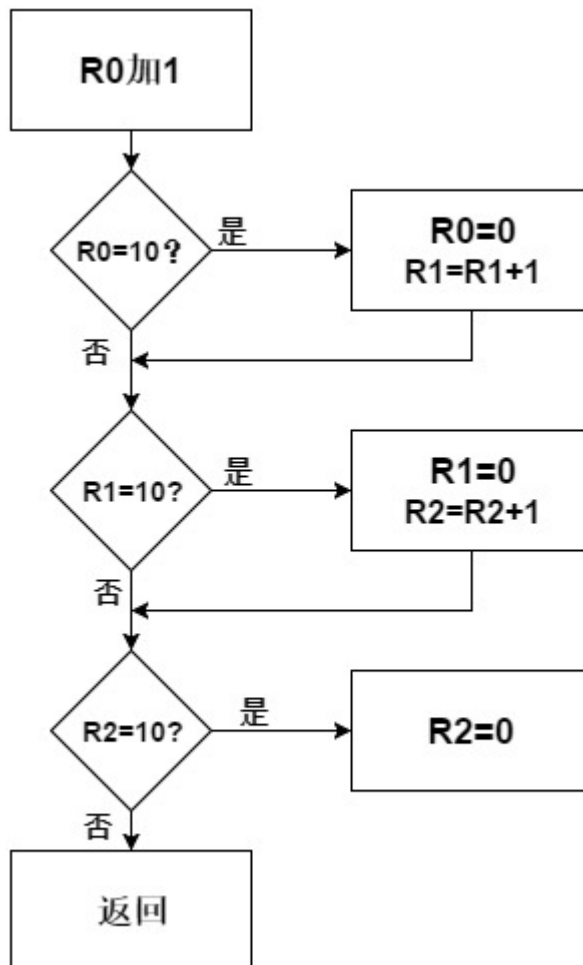 R0加1
R0=10？
是
R0=0
R1=R1+1
否
R1=10?
是
R1=0
R2=R2+1
否
R2=10?
是
R2=0
否
返回